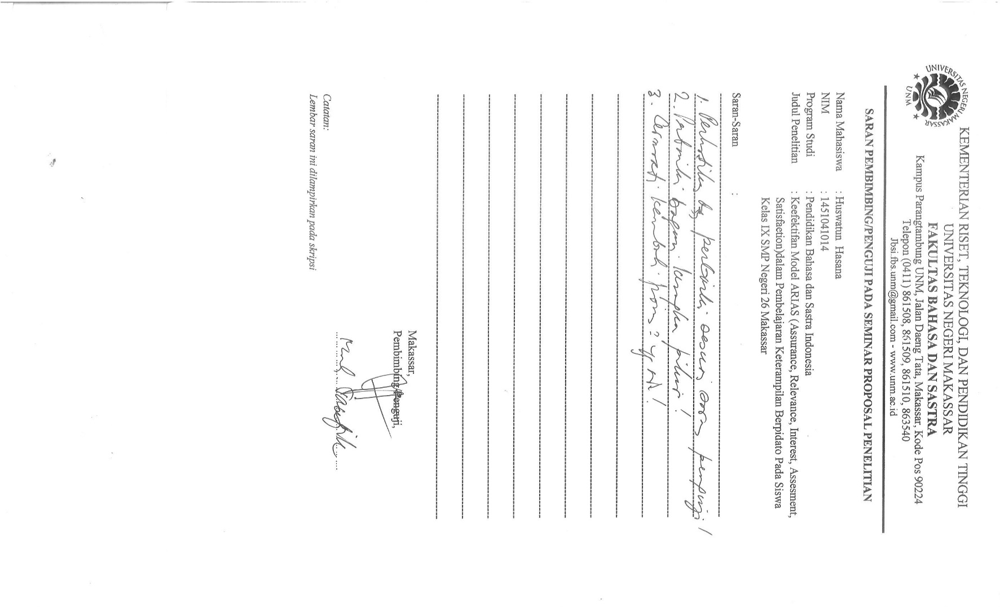 KEMENTERIAN RISET, TEKNOLOGI, DAN PENDIDIKAN TINGGI
UNIVERSITAS NEGERI MAKASSAR
FAKULTAS BAHASA DAN SASTRA
Kampus Parangtambung UNM, Jalan Daeng Tata, Makassar, Kode Pos 90224
Telepon (0411) 861508, 861509, 861510, 863540
Jbsi.fbs.unm@gmail.com - www.unm.ac.id
UNIVERSITAS NEGERI MAKASSAR
UNM
SARAN PEMBIMBING/PENGUJI PADA SEMINAR PROPOSAL PENELITIAN
Nama Mahasiswa : Huswatun Hasana
NIM : 1451041014
Program Studi : Pendidikan Bahasa dan Sastra Indonesia
Judul Penelitian : Keefektifan Model ARIAS (Assurance, Relevance, Interest, Assesment,
Satisfaction)dalam Pembelajaran Keterampilan Berpidato Pada Siswa
Kelas IX SMP Negeri 26 Makassar
Saran-Saran :
1. Perhatikan perbaiki sesuai saran penguji!
2. Perbaiki bagan kerangka pikir!
3. Cermati kembali
Makassar,
Pembimbing/Penguji,
Catatan:
Lembar saran ini dilampirkan pada skripsi